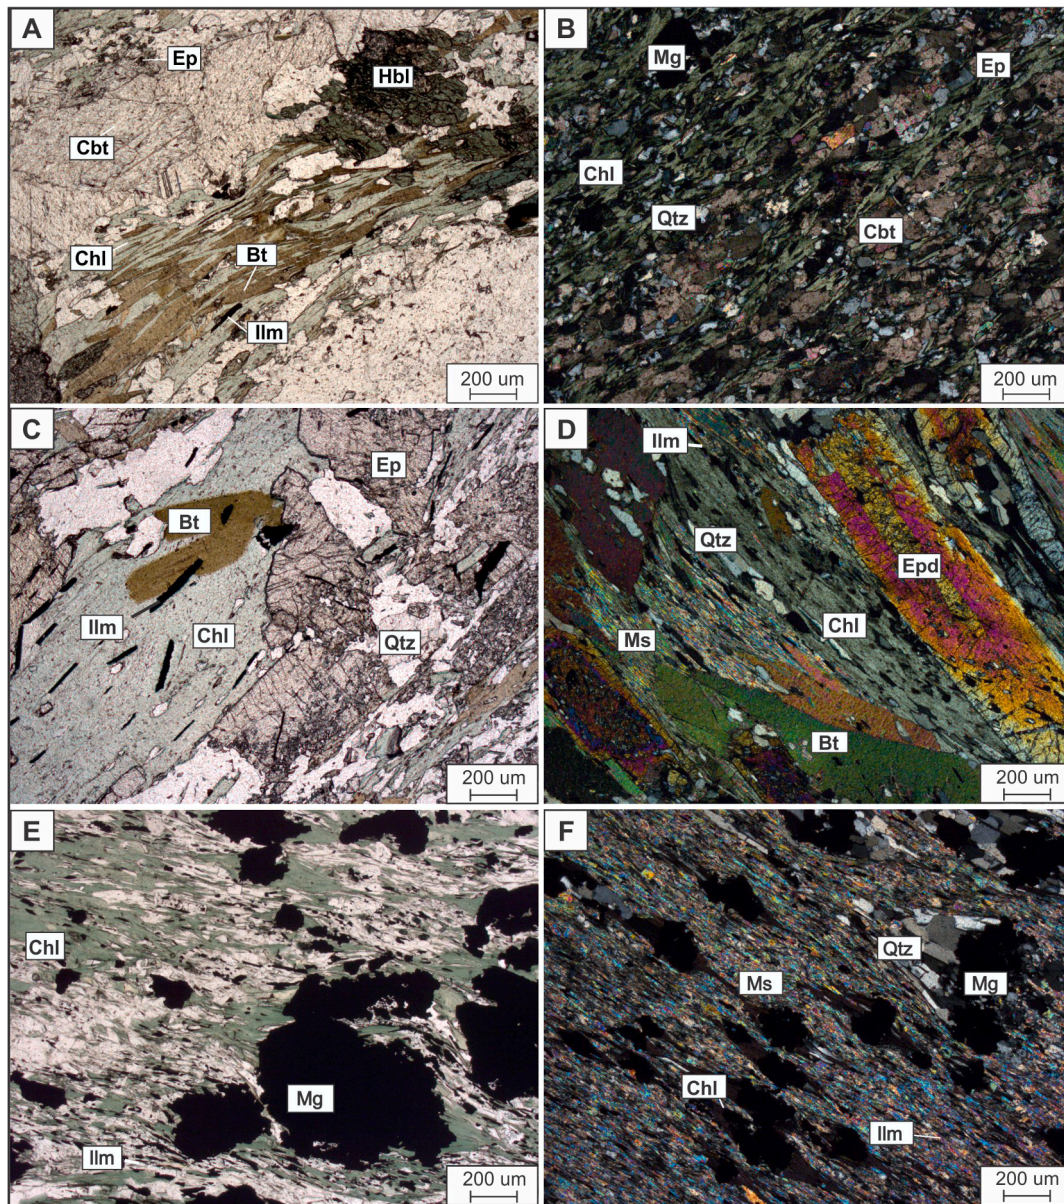 A
Ep
Hbl
Cbt
Chl
Bt
Ilm
200 um
B
Mg
Ep
Chl
Qtz
Cbt
200 um
C
Ep
Bt
Ilm
Chl
Qtz
200 um
D
Ilm
Qtz
Epd
Chl
Ms
Bt
200 um
E
Chl
Mg
Ilm
200 um
F
Qtz
Ms
Mg
Chl
Ilm
200 um